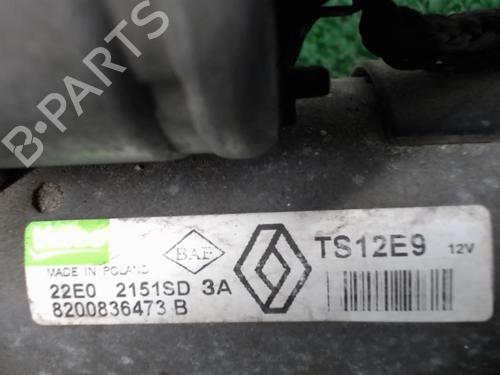 B-PARTS
Valeo
BAE
TS12E9 12V
MADE IN POLAND
22E0 2151SD 3A
8200836473 B